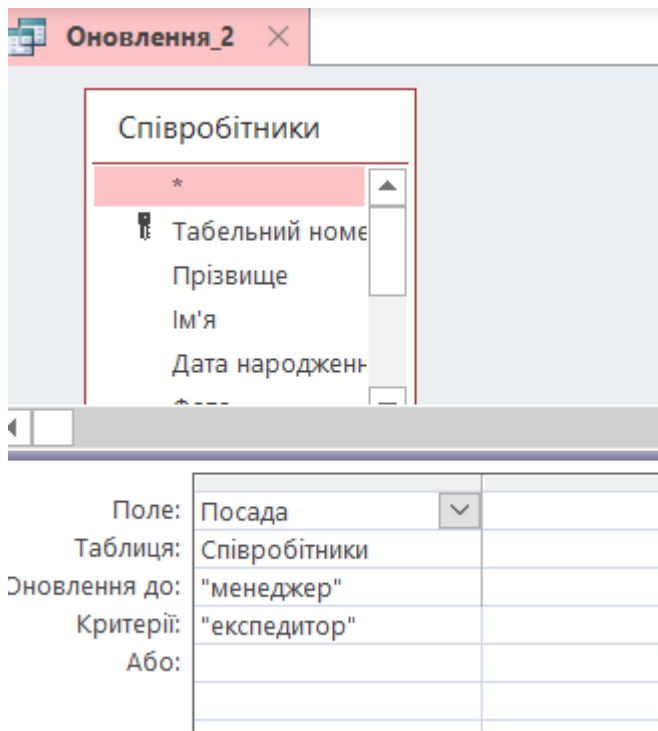 Оновлення_2
Співробітники
*
Табельний номе
Прізвище
Ім'я
Дата народженн
Поле: Посада
Таблиця: Співробітники
Оновлення до: "менеджер"
Критерії: "експедитор"
Або: